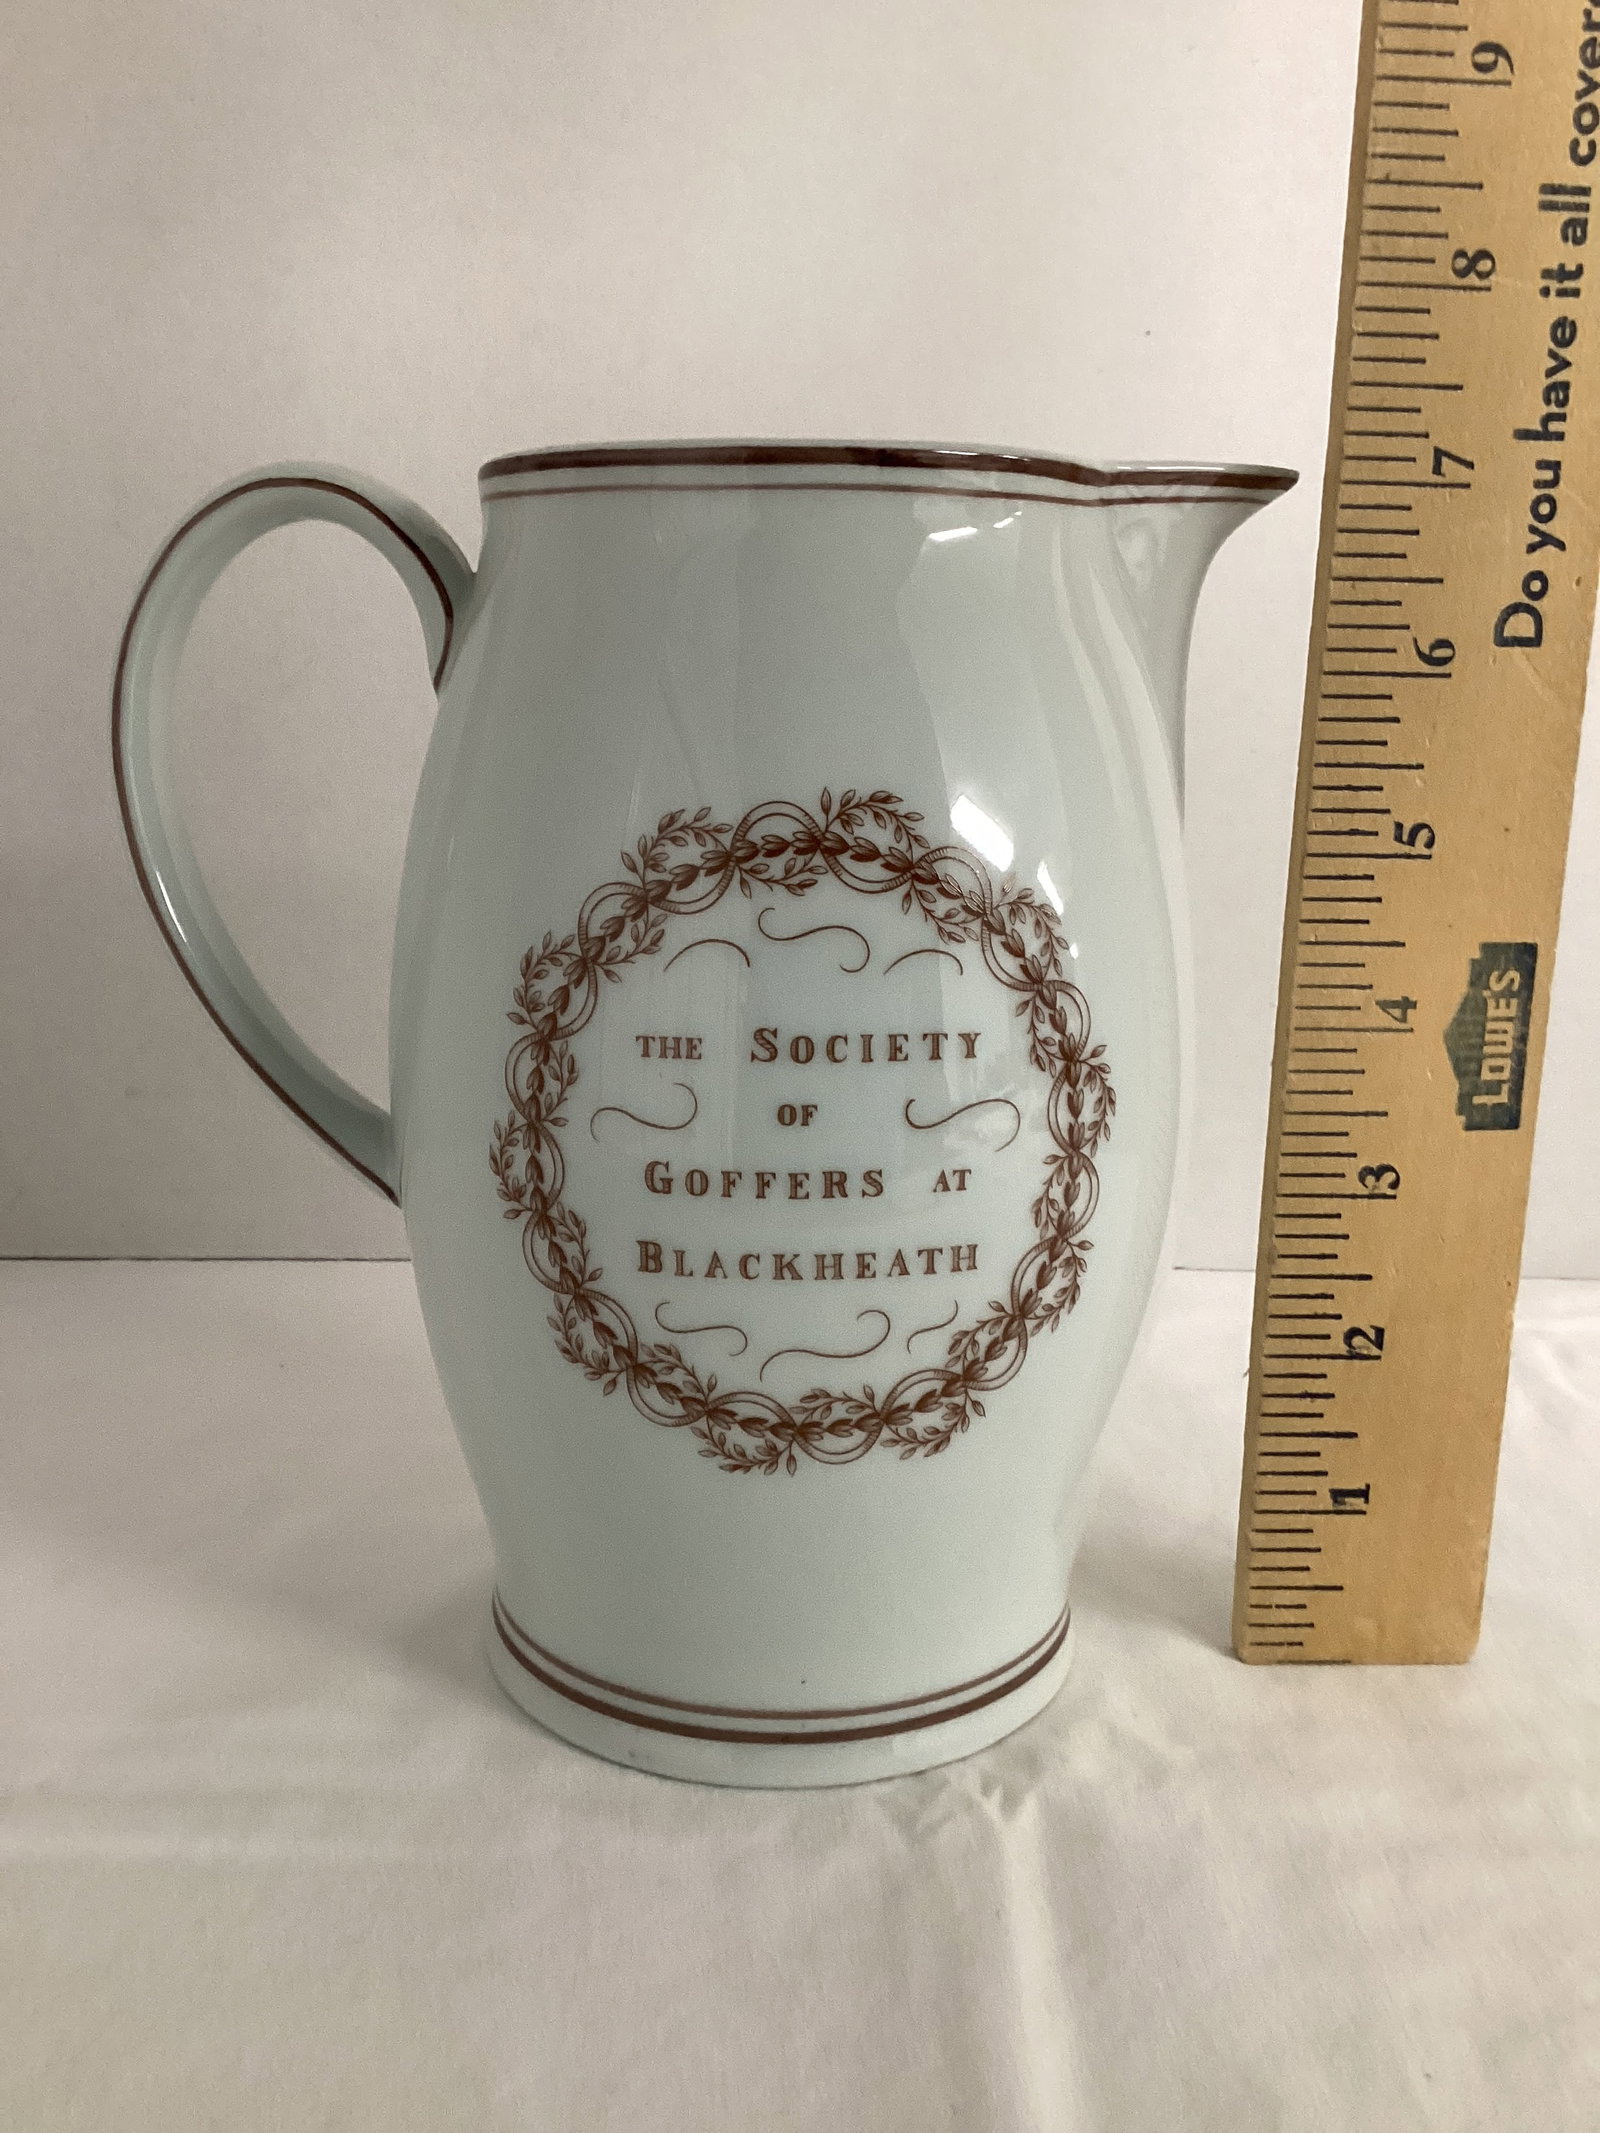 THE SOCIETY
OF
GOFFERS AT
BLACKHEATH
Do you have it all cover
LOWE'S
1
2
3
4
5
6
7
8
9